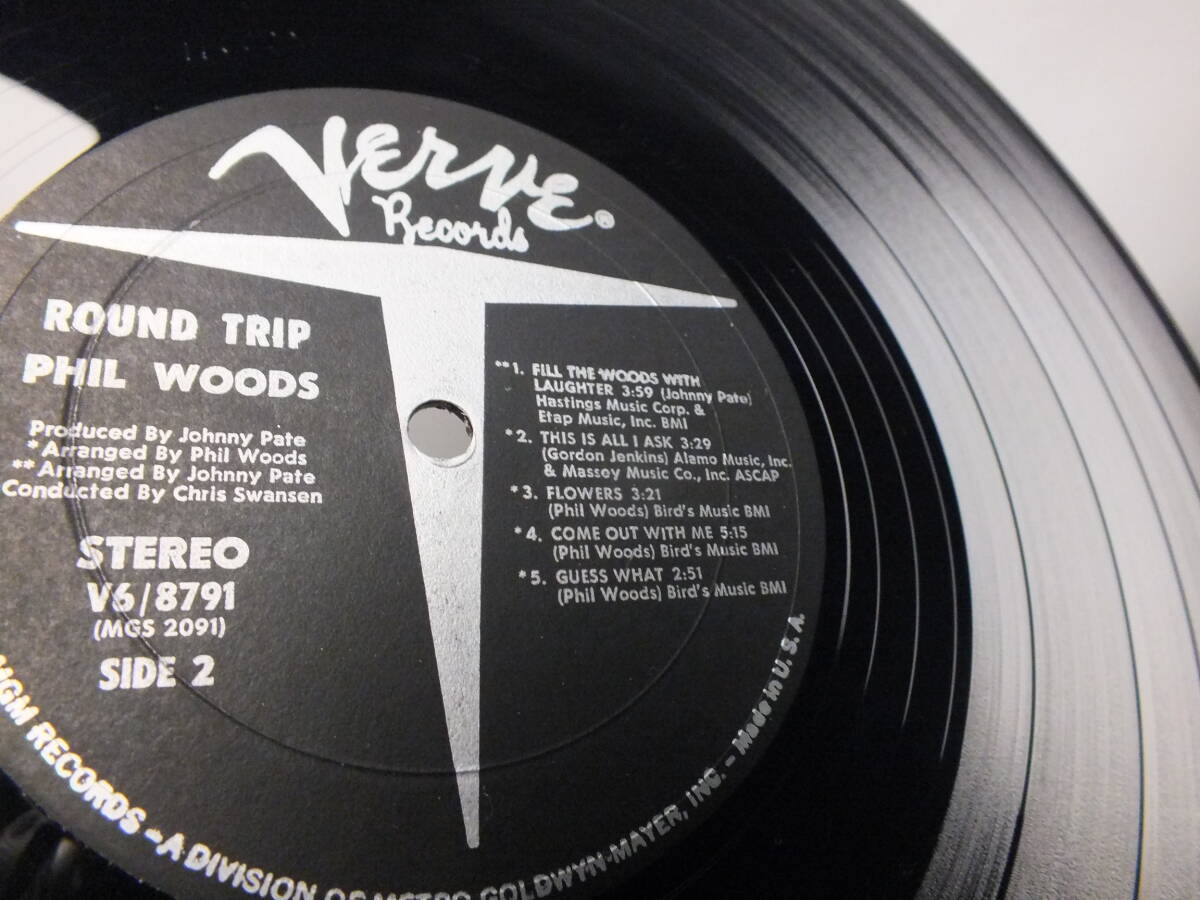 Verve
Records®
ROUND TRIP
PHIL WOODS
Produced By Johnny Pate
* Arranged By Phil Woods
** Arranged By Johnny Pate
Conducted By Chris Swansen
STEREO
V6/8791
(MGS 2091)
SIDE 2
**1. FILL THE WOODS WITH
LAUGHTER 3:59 (Johnny Pate)
Hastings Music Corp. &
Etap Music, Inc. BMI
*2. THIS IS ALL I ASK 3:29
(Gordon Jenkins) Alamo Music, Inc.
& Massoy Music Co., Inc. ASCAP
*3. FLOWERS 3:21
(Phil Woods) Bird's Music BMI
*4. COME OUT WITH ME 5:15
(Phil Woods) Bird's Music BMI
*5. GUESS WHAT 2:51
(Phil Woods) Bird's Music BMI
MGM RECORDS – A DIVISION OF METRO-GOLDWYN-MAYER, INC. – Made in U. S. A.